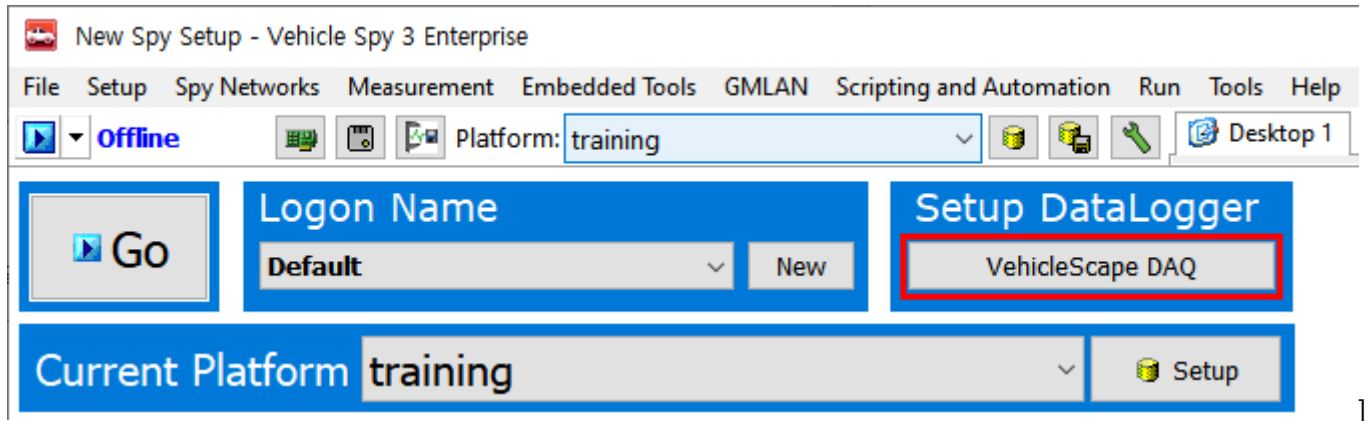 New Spy Setup - Vehicle Spy 3 Enterprise
File Setup Spy Networks Measurement Embedded Tools GMLAN Scripting and Automation Run Tools Help
Offline Platform: training Desktop 1
Go
Logon Name
Default New
Setup DataLogger
VehicleScape DAQ
Current Platform training Setup
]